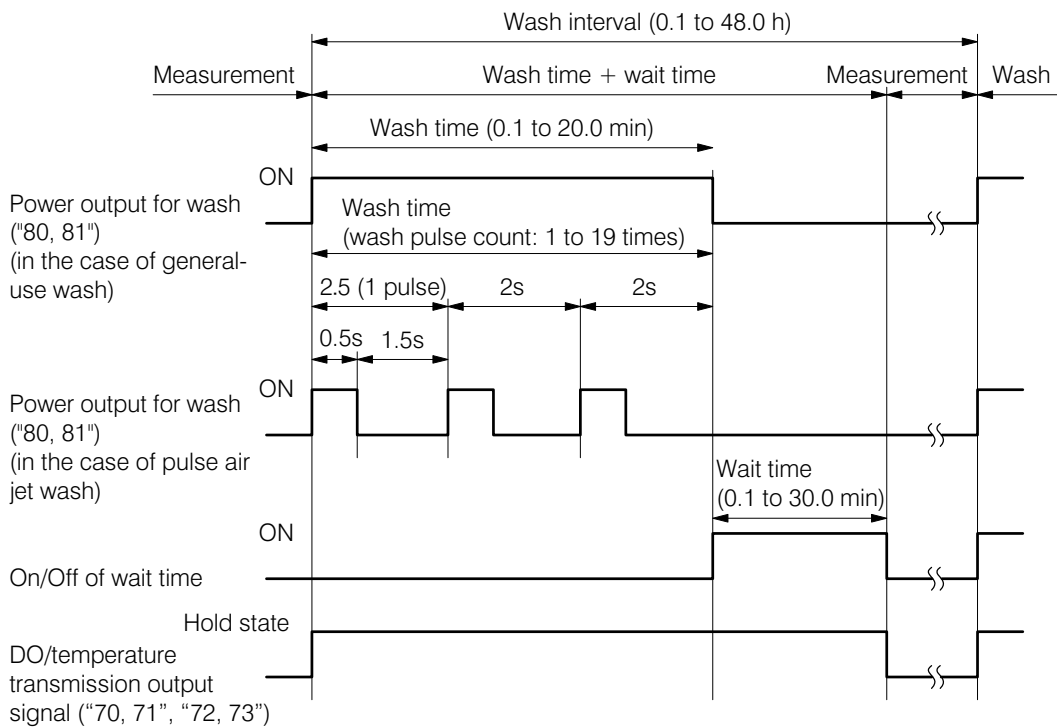 Wash interval (0.1 to 48.0 h)
Measurement
Wash time + wait time
Measurement
Wash
Wash time (0.1 to 20.0 min)
ON
Power output for wash
("80, 81")
(in the case of general-
use wash)
Wash time
(wash pulse count: 1 to 19 times)
2.5 (1 pulse)
2s
2s
0.5s
1.5s
ON
Power output for wash
("80, 81")
(in the case of pulse air
jet wash)
Wait time
(0.1 to 30.0 min)
ON
On/Off of wait time
Hold state
DO/temperature
transmission output
signal (“70, 71”, “72, 73”)